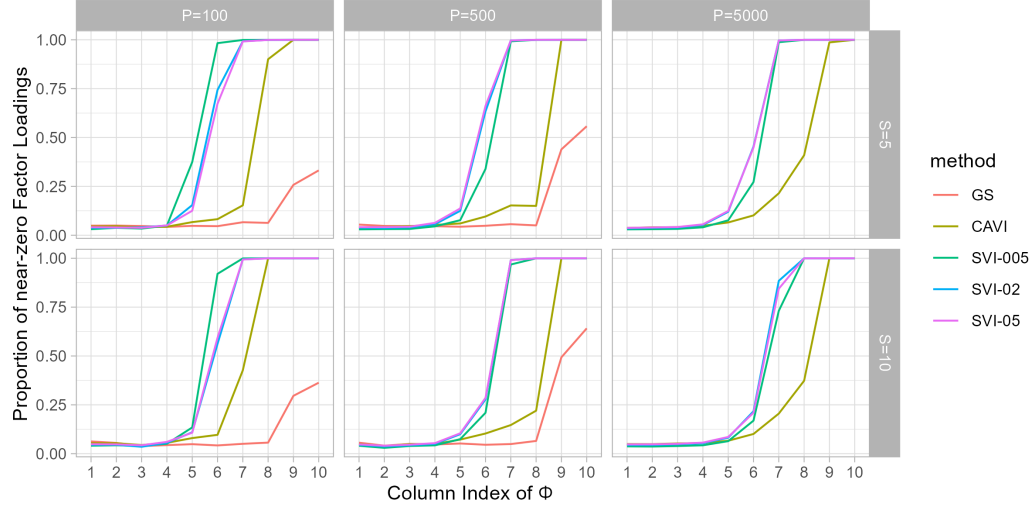 P=100 P=500 P=5000
Proportion of near-zero Factor Loadings
1.00
0.75
0.50
0.25
0.00
S=5
1.00
0.75
0.50
0.25
0.00
S=10
1 2 3 4 5 6 7 8 9 10 1 2 3 4 5 6 7 8 9 10 1 2 3 4 5 6 7 8 9 10
Column Index of Φ
method
GS
CAVI
SVI-005
SVI-02
SVI-05